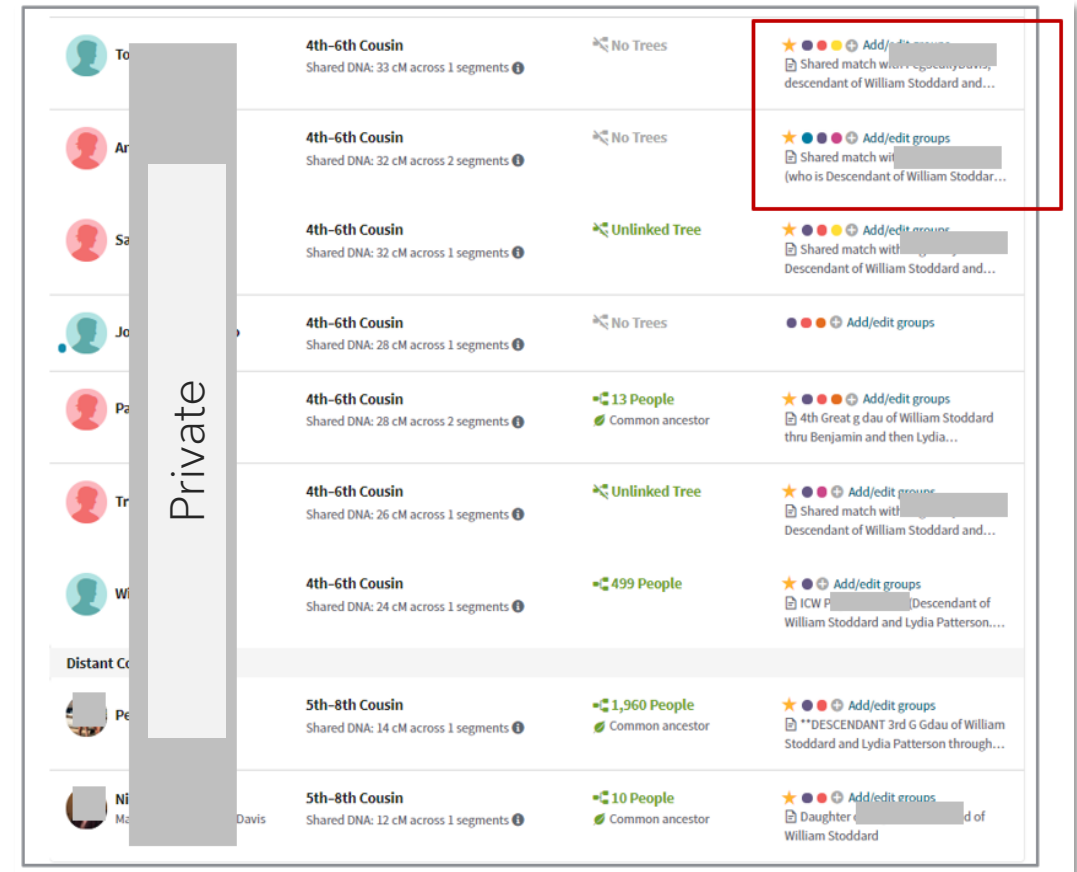 To
4th–6th Cousin
No Trees
Add/edit groups
Shared DNA: 33 cM across 1 segments
Shared match with
descendant of William Stoddard and…
Ar
4th–6th Cousin
No Trees
Add/edit groups
Shared DNA: 32 cM across 2 segments
Shared match wit
(who is Descendant of William Stoddar…
Sa
4th–6th Cousin
Unlinked Tree
Add/edit groups
Shared DNA: 32 cM across 1 segments
Shared match with
Descendant of William Stoddard and…
Jo
4th–6th Cousin
No Trees
Add/edit groups
Shared DNA: 28 cM across 1 segments
Private
Pa
4th–6th Cousin
13 People
Add/edit groups
Shared DNA: 28 cM across 2 segments
Common ancestor
4th Great g dau of William Stoddard
thru Benjamin and then Lydia…
Tr
4th–6th Cousin
Unlinked Tree
Add/edit groups
Shared DNA: 26 cM across 1 segments
Shared match with
Descendant of William Stoddard and…
Wi
4th–6th Cousin
499 People
Add/edit groups
Shared DNA: 24 cM across 1 segments
ICW P (Descendant of
William Stoddard and Lydia Patterson.…
Distant Co
Pe
5th–8th Cousin
1,960 People
Add/edit groups
Shared DNA: 14 cM across 1 segments
Common ancestor
**DESCENDANT 3rd G Gdau of William
Stoddard and Lydia Patterson through…
Ni
5th–8th Cousin
10 People
Add/edit groups
Ma Davis
Shared DNA: 12 cM across 1 segments
Common ancestor
Daughter d of
William Stoddard